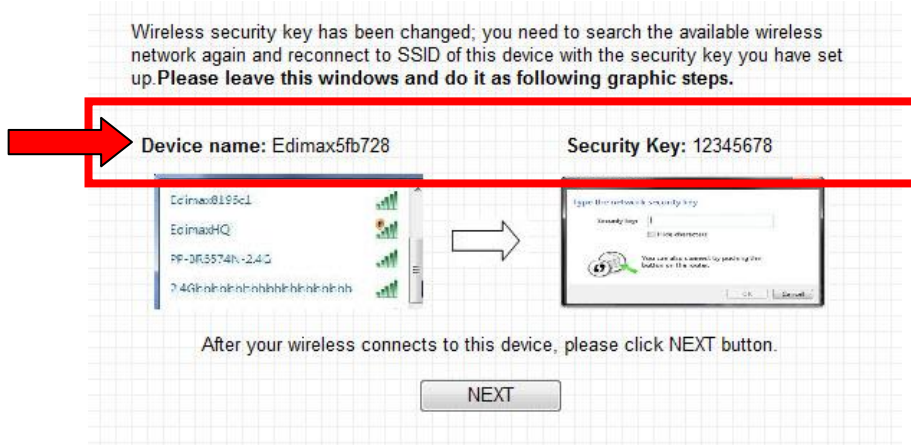 Wireless security key has been changed; you need to search the available wireless
network again and reconnect to SSID of this device with the security key you have set
up.Please leave this windows and do it as following graphic steps.
Device name: Edimax5fb728
Security Key: 12345678
EdimaxHQ
Type the network security key
Security key:
Hide characters
You can also connect by pushing the
button on the router.
OK
Cancel
After your wireless connects to this device, please click NEXT button.
NEXT